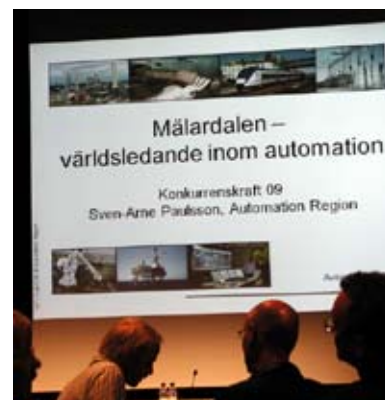 Mälardalen –
världsledande inom automation
Konkurrenskraft 09
Sven-Arne Paulsson, Automation Region